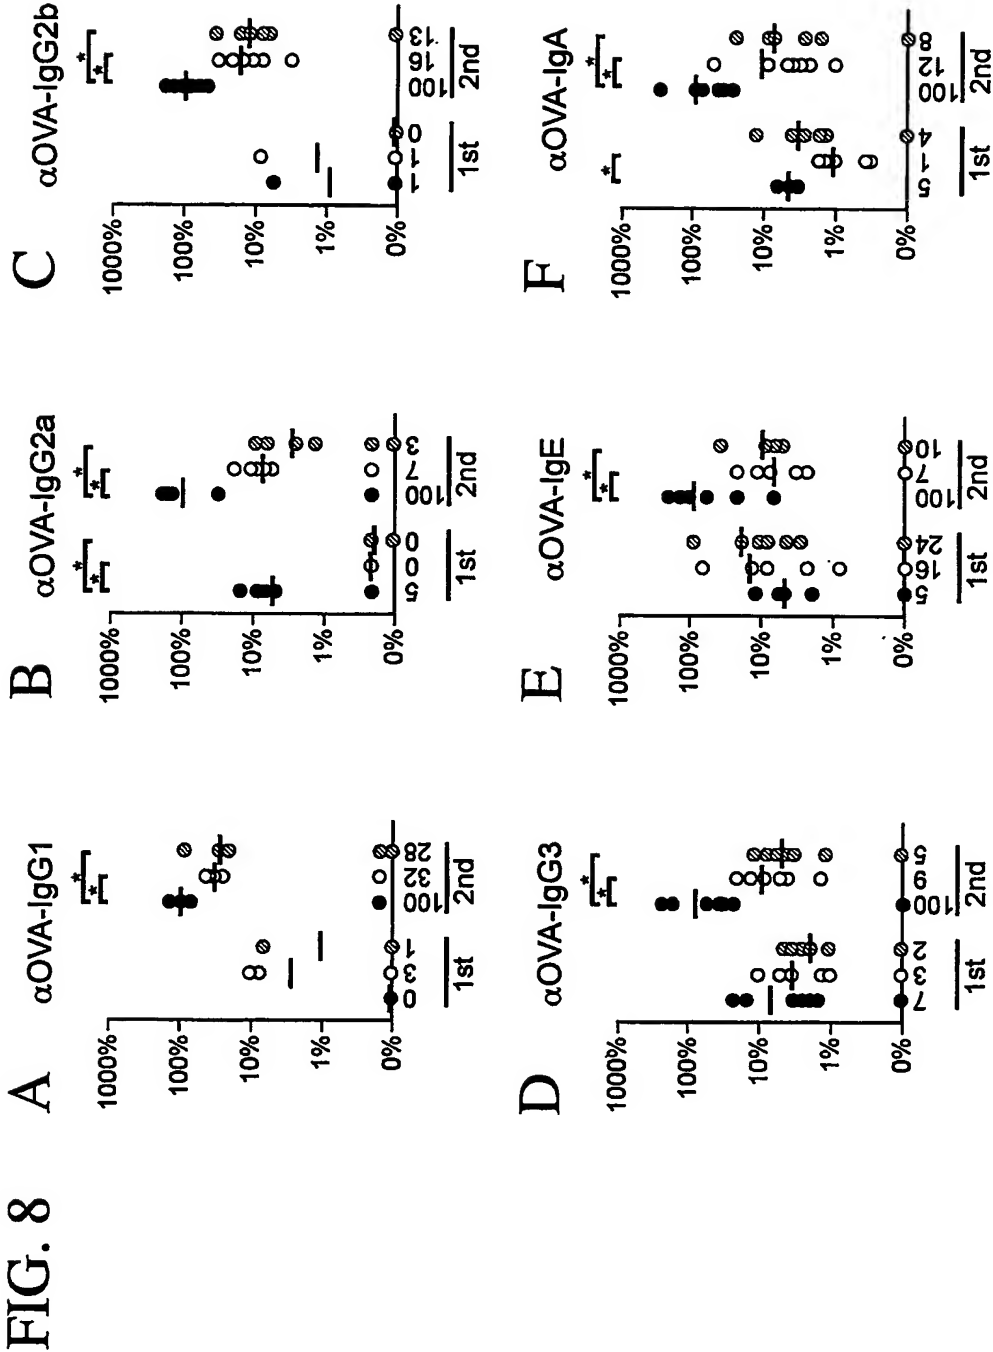 FIG. 8
A
αOVA-IgG1
* *
1000%
100%
10%
1%
0%
0 3 1 100 32 28
1st 2nd
B
αOVA-IgG2a
* * * *
1000%
100%
10%
1%
0%
5 0 0 100 7 3
1st 2nd
C
αOVA-IgG2b
* *
1000%
100%
10%
1%
0%
1 1 0 100 16 13
1st 2nd
D
αOVA-IgG3
* *
1000%
100%
10%
1%
0%
7 3 2 100 9 5
1st 2nd
E
αOVA-IgE
* *
1000%
100%
10%
1%
0%
5 16 24 100 7 10
1st 2nd
F
αOVA-IgA
* * *
1000%
100%
10%
1%
0%
5 1 4 100 12 8
1st 2nd